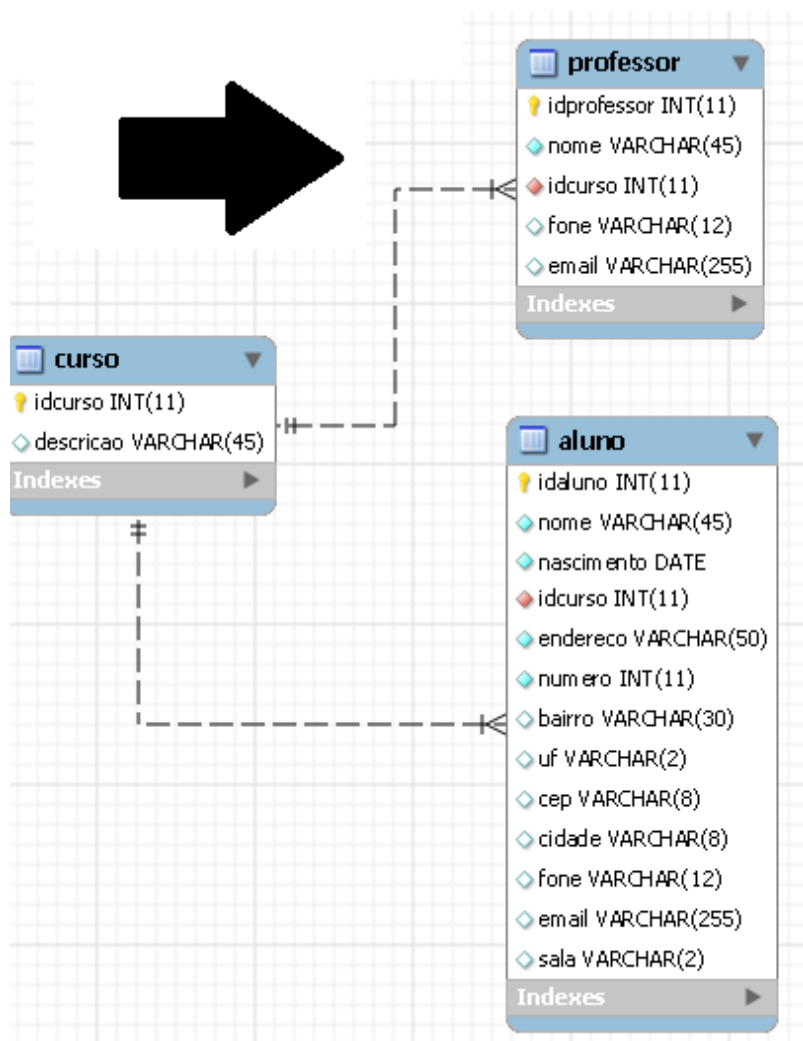 professor
idprofessor INT(11)
nome VARCHAR(45)
idcurso INT(11)
fone VARCHAR(12)
email VARCHAR(255)
Indexes
curso
idcurso INT(11)
descricao VARCHAR(45)
Indexes
aluno
idaluno INT(11)
nome VARCHAR(45)
nascimento DATE
idcurso INT(11)
endereco VARCHAR(50)
numero INT(11)
bairro VARCHAR(30)
uf VARCHAR(2)
cep VARCHAR(8)
cidade VARCHAR(8)
fone VARCHAR(12)
email VARCHAR(255)
sala VARCHAR(2)
Indexes